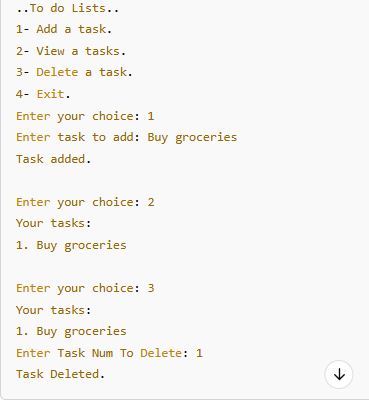 ..To do Lists..
1- Add a task.
2- View a tasks.
3- Delete a task.
4- Exit.
Enter your choice: 1
Enter task to add: Buy groceries
Task added.
Enter your choice: 2
Your tasks:
1. Buy groceries
Enter your choice: 3
Your tasks:
1. Buy groceries
Enter Task Num To Delete: 1
Task Deleted.